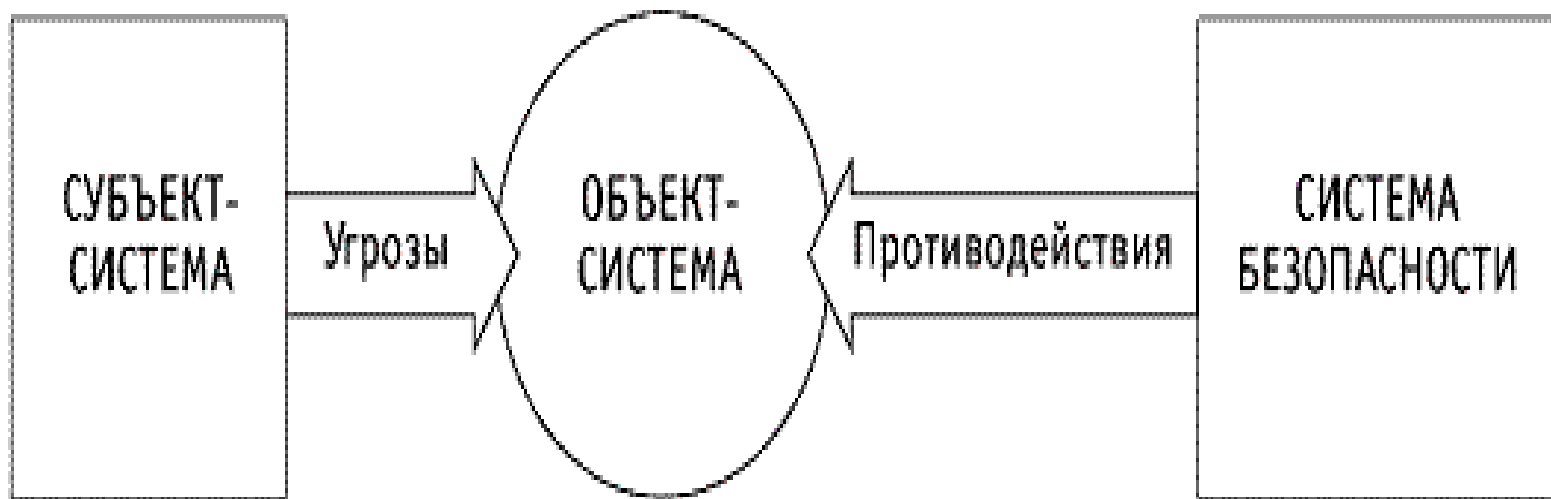 СУБЪЕКТ-
СИСТЕМА
Угрозы
ОБЪЕКТ-
СИСТЕМА
Противодействия
СИСТЕМА
БЕЗОПАСНОСТИ